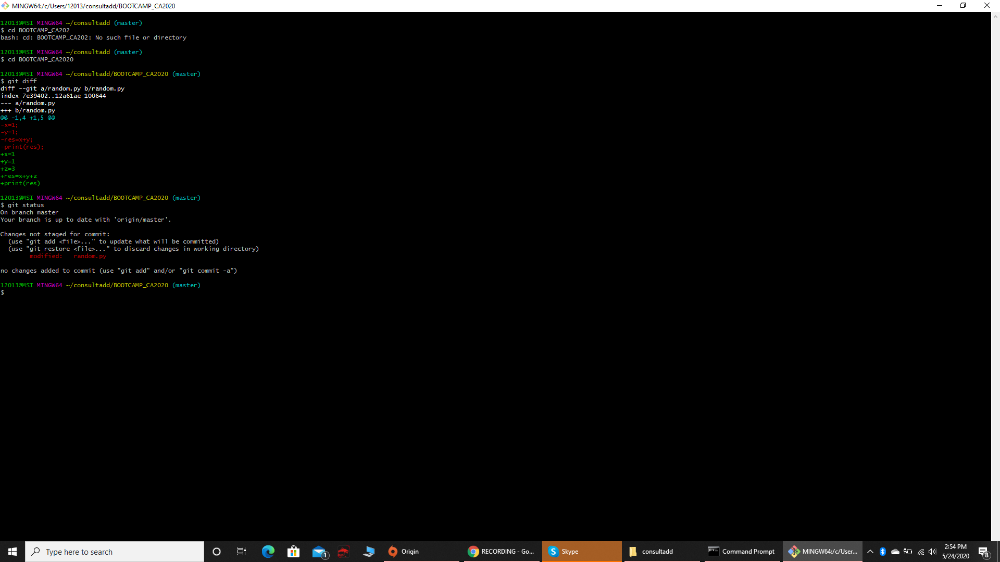 MINGW64:/c/Users/12013/consultadd/BOOTCAMP_CA2020
12013@MSI MINGW64 ~/consultadd (master)
$ cd BOOTCAMP_CA202
bash: cd: BOOTCAMP_CA202: No such file or directory
12013@MSI MINGW64 ~/consultadd (master)
$ cd BOOTCAMP_CA2020
12013@MSI MINGW64 ~/consultadd/BOOTCAMP_CA2020 (master)
$ git diff
diff --git a/random.py b/random.py
index 7e39402..12a61ae 100644
--- a/random.py
+++ b/random.py
@@ -1,4 +1,5 @@
-x=1;
-y=1;
-res=x+y;
-print(res);
+x=1
+y=1
+z=3
+res=x+y+z
+print(res)
12013@MSI MINGW64 ~/consultadd/BOOTCAMP_CA2020 (master)
$ git status
On branch master
Your branch is up to date with 'origin/master'.
Changes not staged for commit:
  (use "git add <file>..." to update what will be committed)
  (use "git restore <file>..." to discard changes in working directory)
        modified:   random.py
no changes added to commit (use "git add" and/or "git commit -a")
12013@MSI MINGW64 ~/consultadd/BOOTCAMP_CA2020 (master)
$
Type here to search
1
Origin
RECORDING - Go...
Skype
consultadd
Command Prompt
MINGW64:/c/User...
2:54 PM
5/24/2020
8